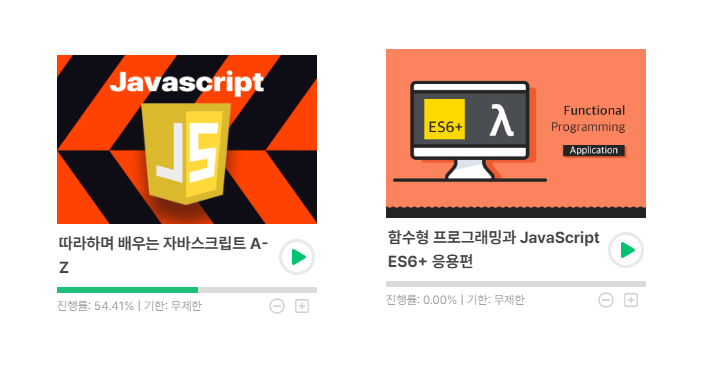 Javascript
JS
따라하며 배우는 자바스크립트 A-
Z
진행률: 54.41% | 기한: 무제한
ES6+ λ
Functional
Programming
Application
함수형 프로그래밍과 JavaScript
ES6+ 응용편
진행률: 0.00% | 기한: 무제한